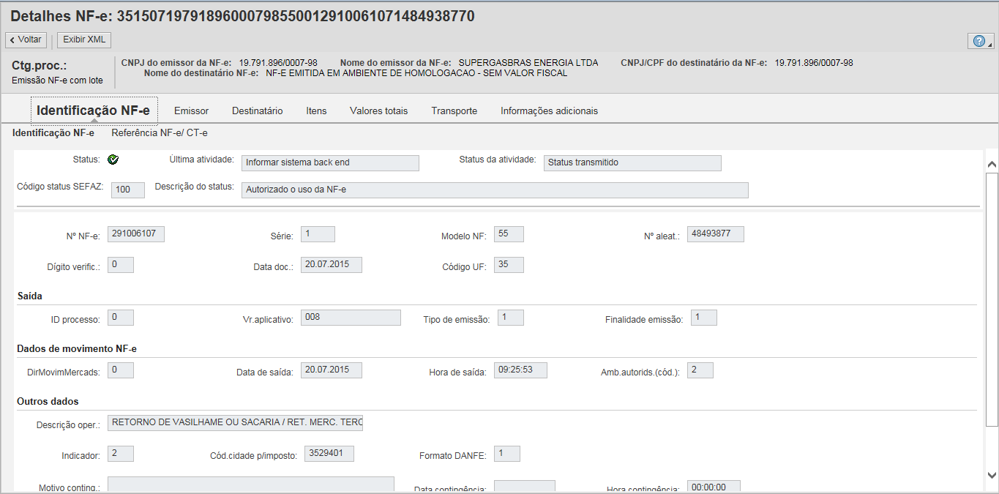 Detalhes NF-e: 35150719791896000798550012910061071484938770
Voltar Exibir XML
Ctg.proc.: CNPJ do emissor da NF-e: 19.791.896/0007-98 Nome do emissor da NF-e: SUPERGASBRAS ENERGIA LTDA CNPJ/CPF do destinatário da NF-e: 19.791.896/0007-98
Emissão NF-e com lote Nome do destinatário NF-e: NF-E EMITIDA EM AMBIENTE DE HOMOLOGACAO - SEM VALOR FISCAL
Identificação NF-e Emissor Destinatário Itens Valores totais Transporte Informações adicionais
Identificação NF-e Referência NF-e/ CT-e
Status: Última atividade: Informar sistema back end Status da atividade: Status transmitido
Código status SEFAZ: 100 Descrição do status: Autorizado o uso da NF-e
Nº NF-e: 291006107 Série: 1 Modelo NF: 55 Nº aleat.: 48493877
Dígito verific.: 0 Data doc.: 20.07.2015 Código UF: 35
Saída
ID processo: 0 Vr.aplicativo: 008 Tipo de emissão: 1 Finalidade emissão: 1
Dados de movimento NF-e
DirMovimMercads: 0 Data de saída: 20.07.2015 Hora de saída: 09:25:53 Amb.autorids.(cód.): 2
Outros dados
Descrição oper.: RETORNO DE VASILHAME OU SACARIA / RET. MERC. TERC
Indicador: 2 Cód.cidade p/imposto: 3529401 Formato DANFE: 1
Motivo conting.: Data contingência: Hora contingência: 00:00:00